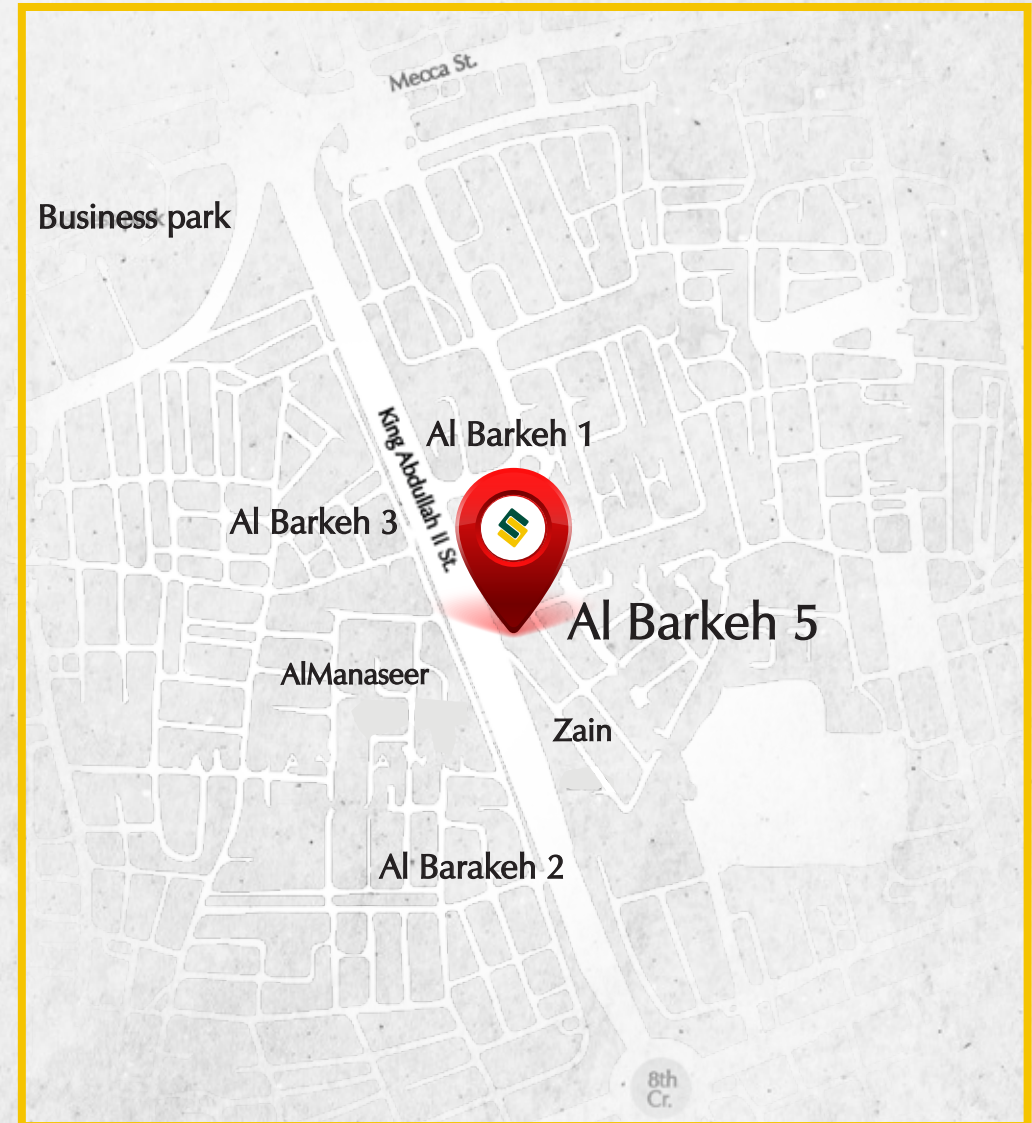 Mecca St.
Business park
King Abdullah II St.
Al Barkeh 1
Al Barkeh 3
Al Barkeh 5
AlManaseer
Zain
Al Barakeh 2
8th
Cr.